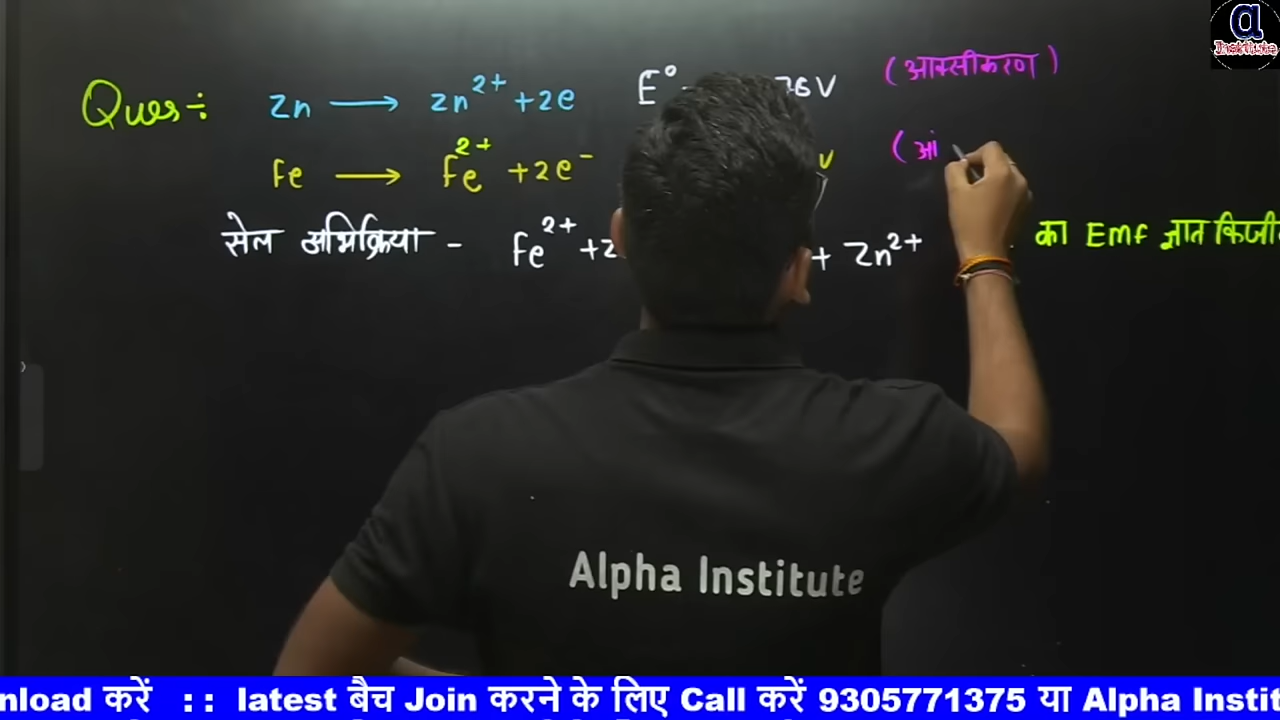 α
Institute
Ques÷ Zn ⟶ Zn²⁺ + 2e E° 76V (आक्सीकरण)
Fe ⟶ Fe²⁺ + 2e⁻ V (आं
सेल अभिक्रिया - Fe²⁺ + Z + Zn²⁺ का Emf ज्ञात किजी
Alpha Institute
nload करें :: latest बैच Join करने के लिए Call करें 9305771375 या Alpha Instit